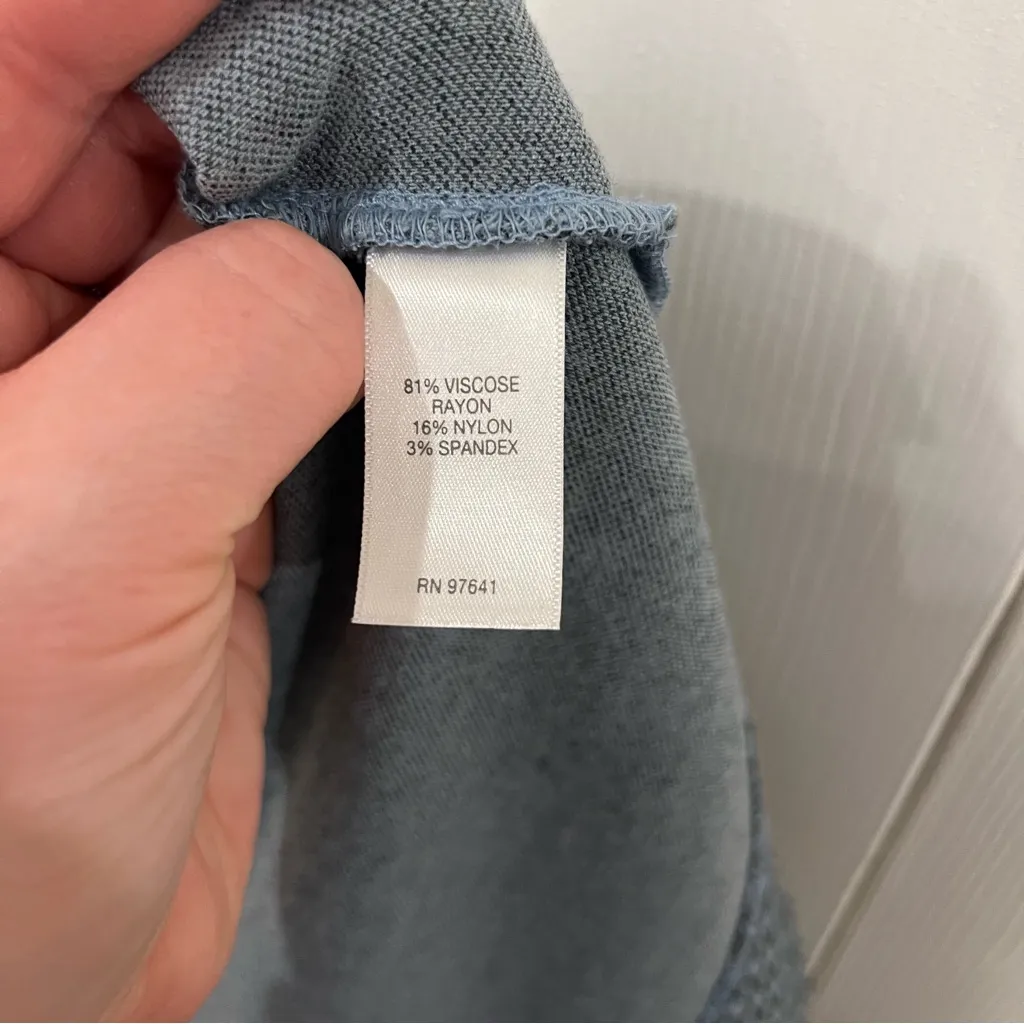 81% VISCOSE
RAYON
16% NYLON
3% SPANDEX
RN 97641